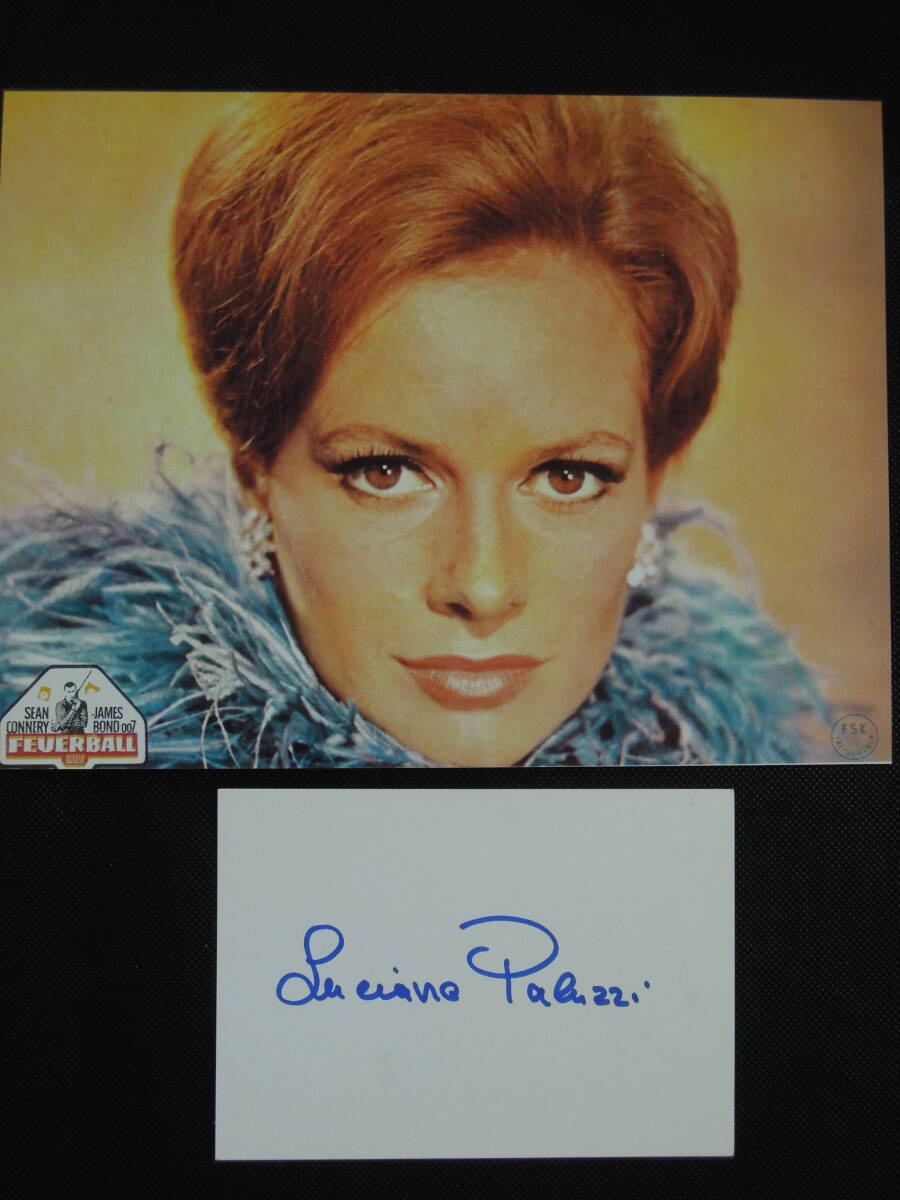 SEAN JAMES
CONNERY BOND 007
FEUERBALL
FSK
Luciana Paluzzi